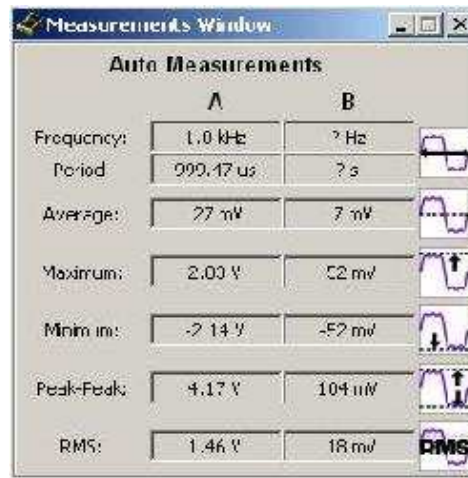 Measurements Window
Auto Measurements
A B
Frequency: 1.0 kHz ? Hz
Period 999.47 us ? s
Average: 27 mV 7 mV
Maximum: 2.03 V 52 mV
Minimum: -2.14 V -52 mV
Peak-Peak: 4.17 V 104 mV
RMS: 1.46 V 18 mV
RMS